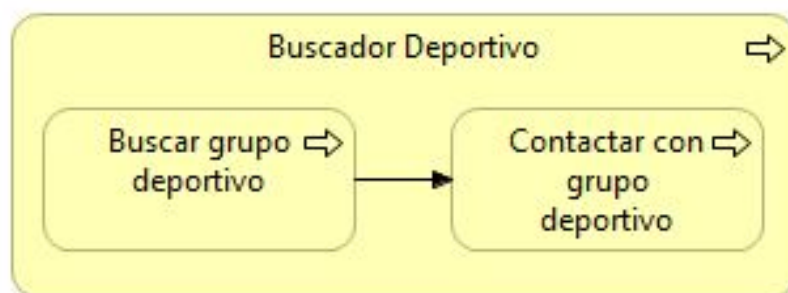 Buscador Deportivo
Buscar grupo
deportivo
Contactar con
grupo
deportivo